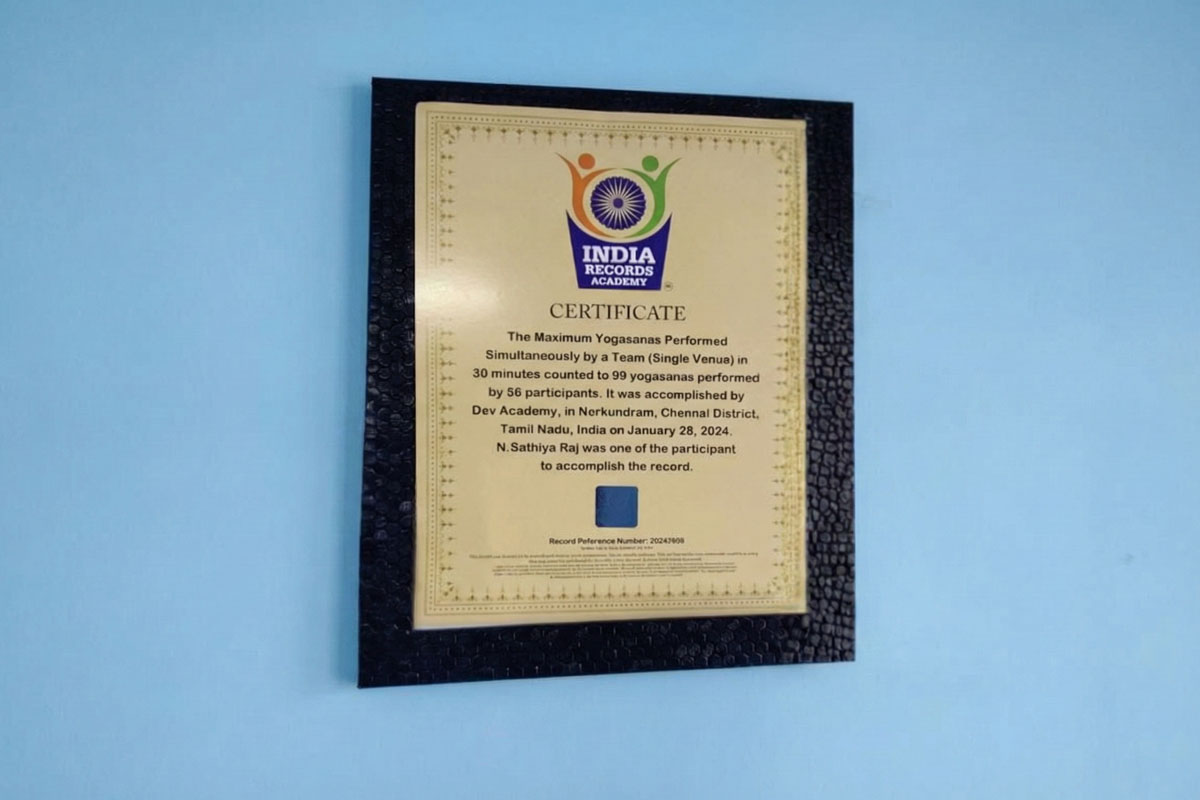 INDIA
RECORDS
ACADEMY
CERTIFICATE
The Maximum Yogasanas Performed
Simultaneously by a Team (Single Venua) in
30 minutes counted to 99 yogasanas performed
by 56 participants. It was accomplished by
Dev Academy, in Nerkundram, Chennal District,
Tamil Nadu, India on January 28, 2024.
N.Sathiya Raj was one of the participant
to accomplish the record.
Record Peference Number: 20243908